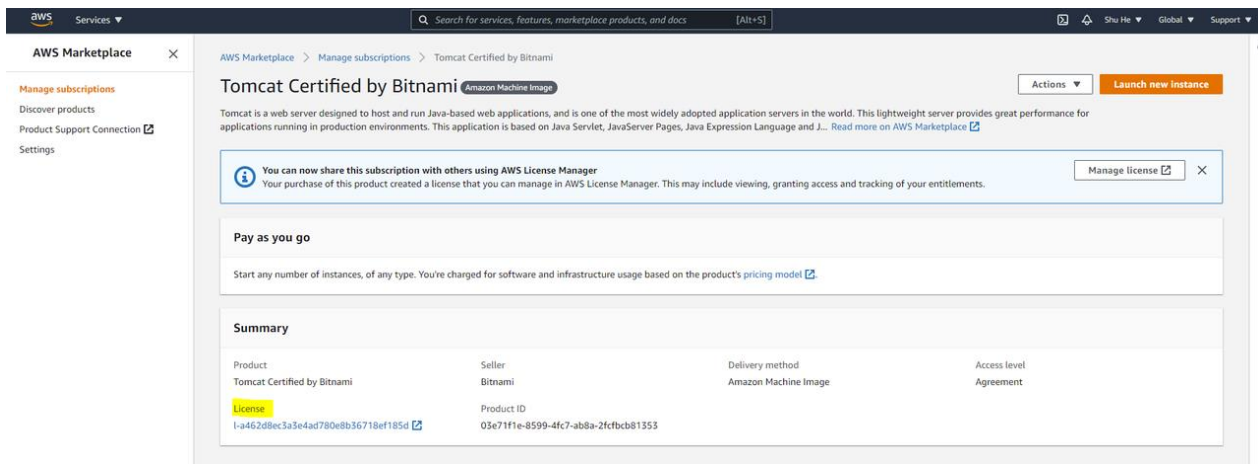 aws Services ▼ Search for services, features, marketplace products, and docs [Alt+S] Shu He ▼ Global ▼ Support ▼
AWS Marketplace
Manage subscriptions
Discover products
Product Support Connection
Settings
AWS Marketplace > Manage subscriptions > Tomcat Certified by Bitnami
Tomcat Certified by Bitnami Amazon Machine Image
Actions ▼ Launch new instance
Tomcat is a web server designed to host and run Java-based web applications, and is one of the most widely adopted application servers in the world. This lightweight server provides great performance for
applications running in production environments. This application is based on Java Servlet, JavaServer Pages, Java Expression Language and J... Read more on AWS Marketplace
You can now share this subscription with others using AWS License Manager
Your purchase of this product created a license that you can manage in AWS License Manager. This may include viewing, granting access and tracking of your entitlements.
Manage license
Pay as you go
Start any number of instances, of any type. You're charged for software and infrastructure usage based on the product's pricing model.
Summary
Product Seller Delivery method Access level
Tomcat Certified by Bitnami Bitnami Amazon Machine Image Agreement
License Product ID
l-a462d8ec3a3e4ad780e8b36718ef185d 03e71f1e-8599-4fc7-ab8a-2fcfbcb81353